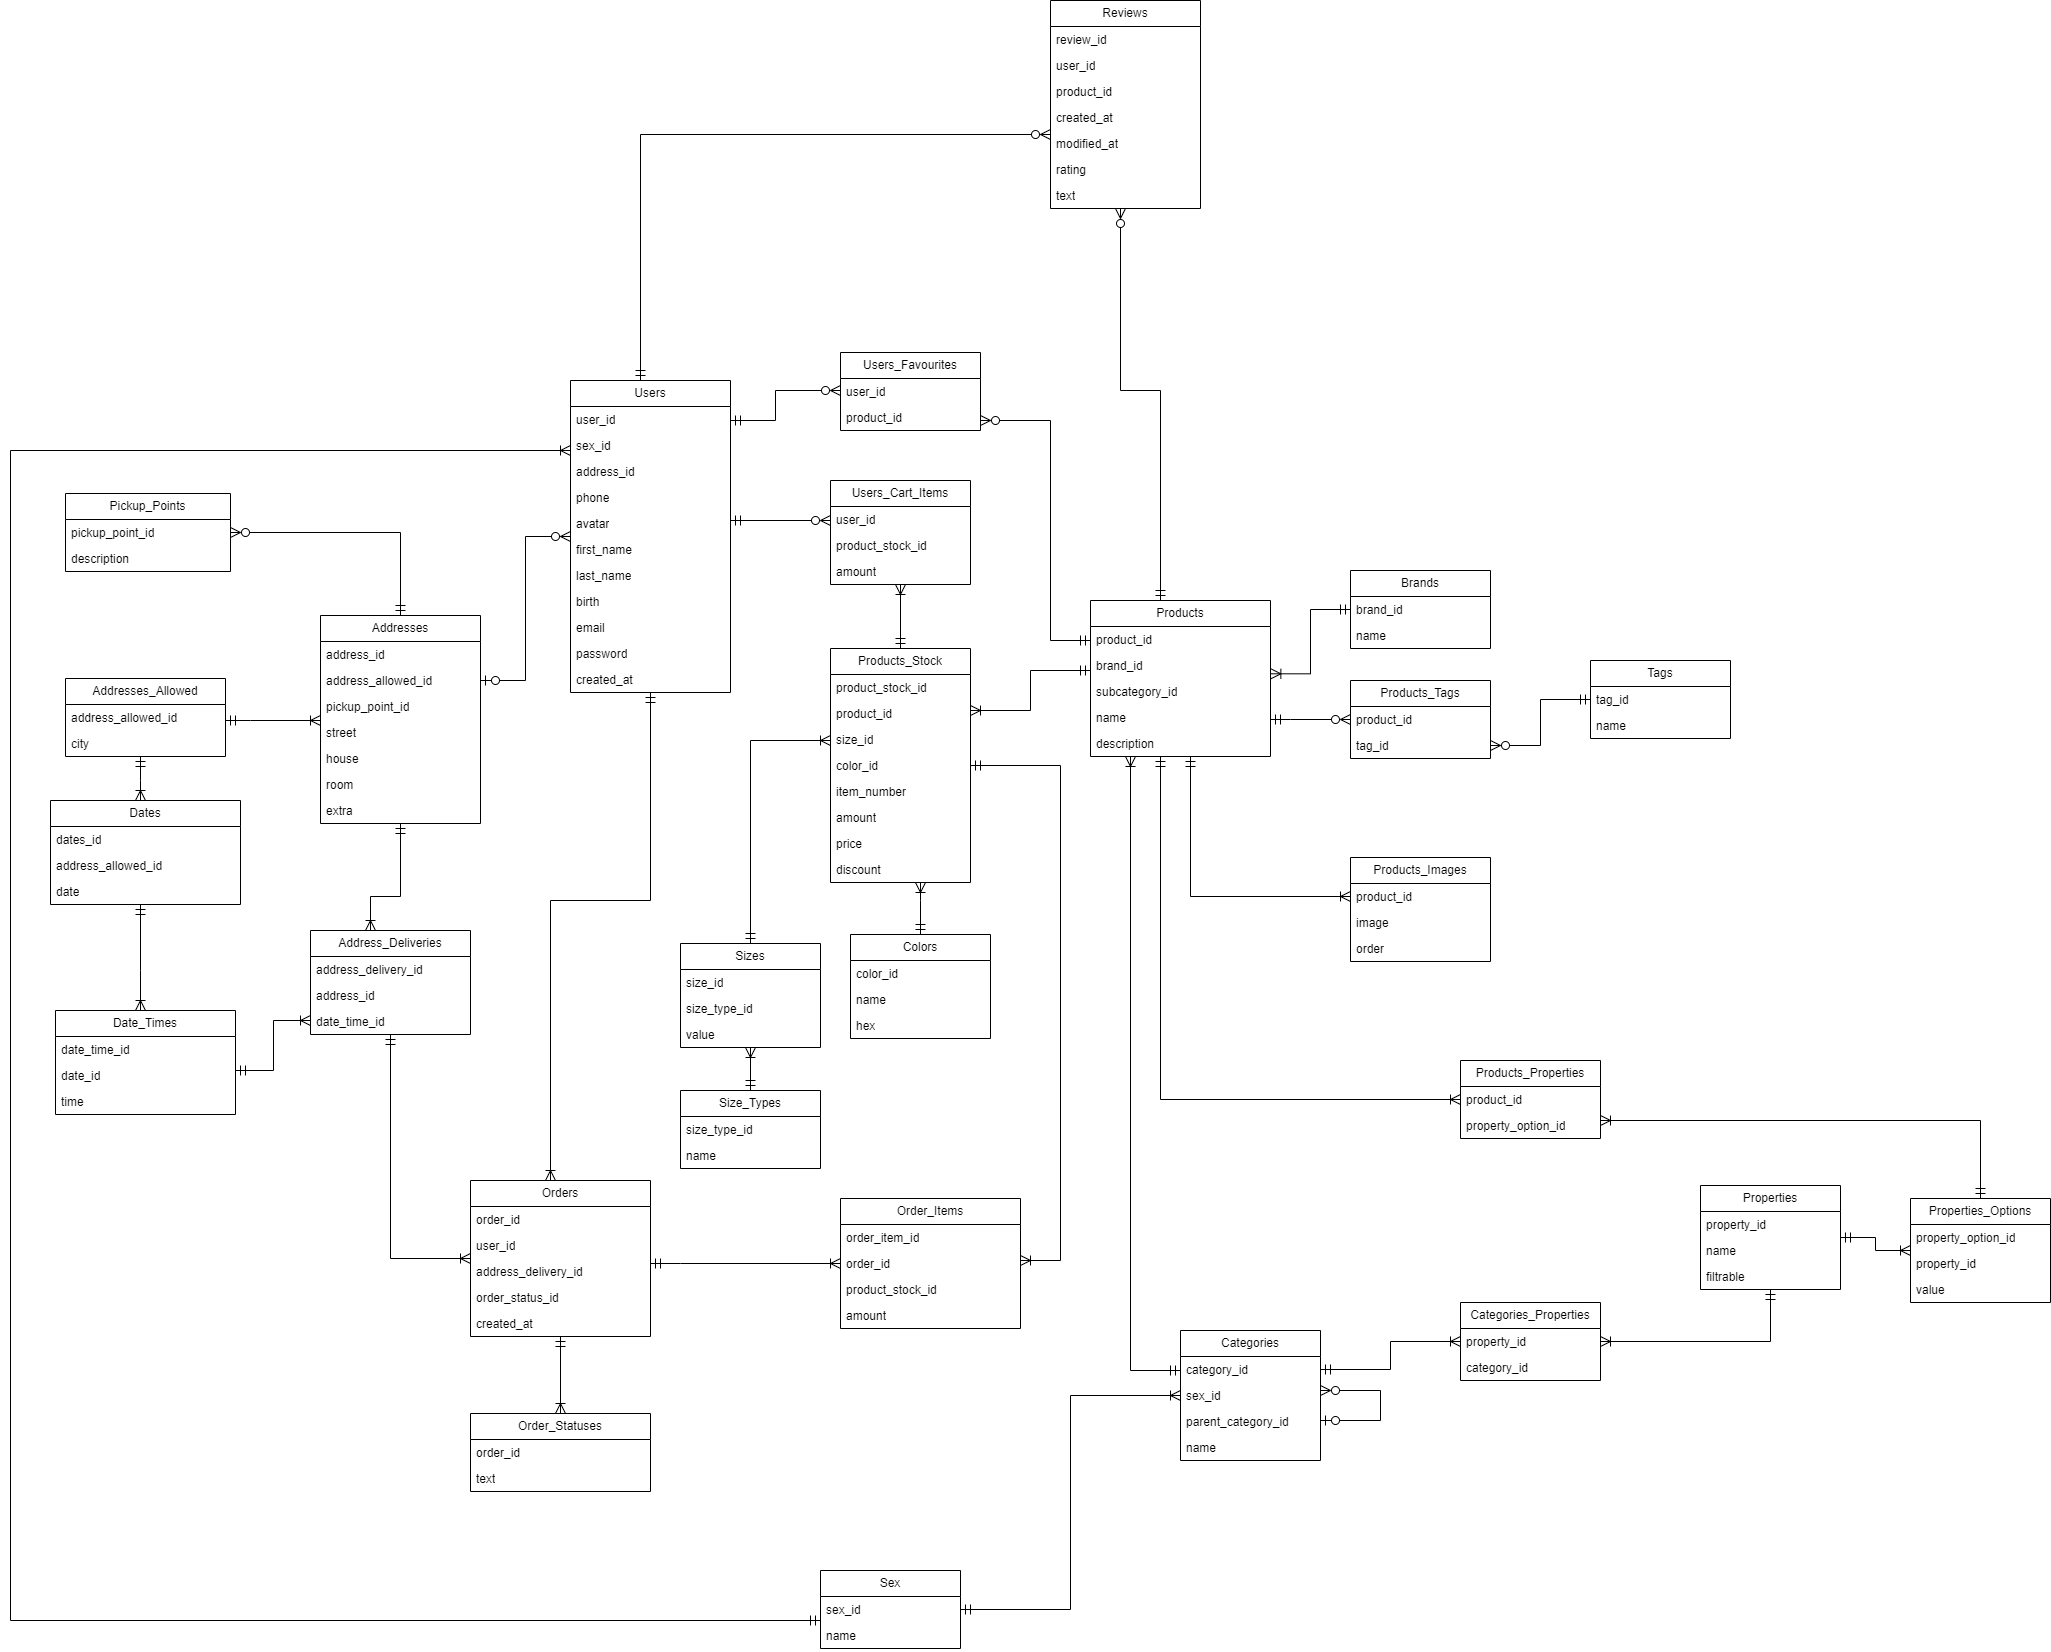 Reviews
review_id
user_id
product_id
created_at
modified_at
rating
text
Users_Favourites
user_id
product_id
Users
user_id
sex_id
address_id
phone
avatar
first_name
last_name
birth
email
password
created_at
Users_Cart_Items
user_id
product_stock_id
amount
Pickup_Points
pickup_point_id
description
Addresses
address_id
address_allowed_id
pickup_point_id
street
house
room
extra
Addresses_Allowed
address_allowed_id
city
Products_Stock
product_stock_id
product_id
size_id
color_id
item_number
amount
price
discount
Products
product_id
brand_id
subcategory_id
name
description
Brands
brand_id
name
Products_Tags
product_id
tag_id
Tags
tag_id
name
Dates
dates_id
address_allowed_id
date
Products_Images
product_id
image
order
Address_Deliveries
address_delivery_id
address_id
date_time_id
Sizes
size_id
size_type_id
value
Colors
color_id
name
hex
Date_Times
date_time_id
date_id
time
Size_Types
size_type_id
name
Products_Properties
product_id
property_option_id
Orders
order_id
user_id
address_delivery_id
order_status_id
created_at
Order_Items
order_item_id
order_id
product_stock_id
amount
Properties
property_id
name
filtrable
Properties_Options
property_option_id
property_id
value
Categories_Properties
property_id
category_id
Categories
category_id
sex_id
parent_category_id
name
Order_Statuses
order_id
text
Sex
sex_id
name